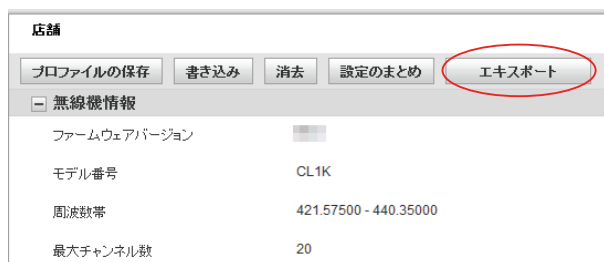 店舗
プロファイルの保存 書き込み 消去 設定のまとめ エキスポート
無線機情報
ファームウェアバージョン
モデル番号 CL1K
周波数帯 421.57500 - 440.35000
最大チャンネル数 20